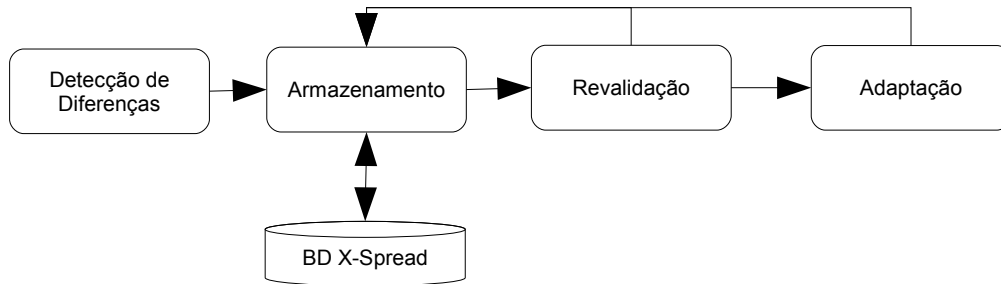 Detecção de
Diferenças
Armazenamento
Revalidação
Adaptação
BD X-Spread